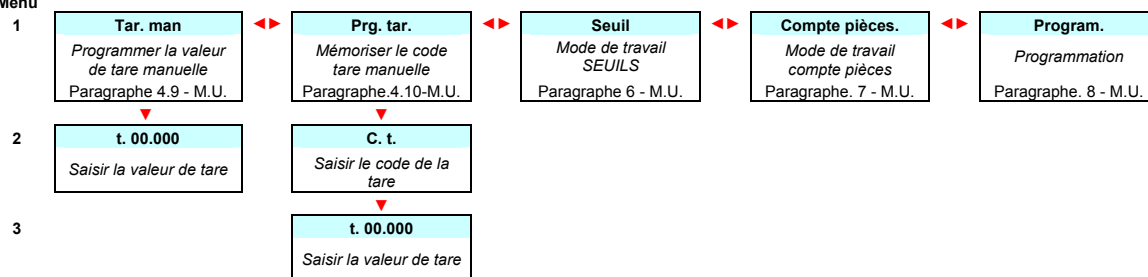 Menu
1
Tar. man
Programmer la valeur
de tare manuelle
Paragraphe 4.9 - M.U.
Prg. tar.
Mémoriser le code
tare manuelle
Paragraphe.4.10-M.U.
Seuil
Mode de travail
SEUILS
Paragraphe 6 - M.U.
Compte pièces.
Mode de travail
compte pièces
Paragraphe. 7 - M.U.
Program.
Programmation
Paragraphe. 8 - M.U.
2
t. 00.000
Saisir la valeur de tare
C. t.
Saisir le code de la
tare
3
t. 00.000
Saisir la valeur de tare